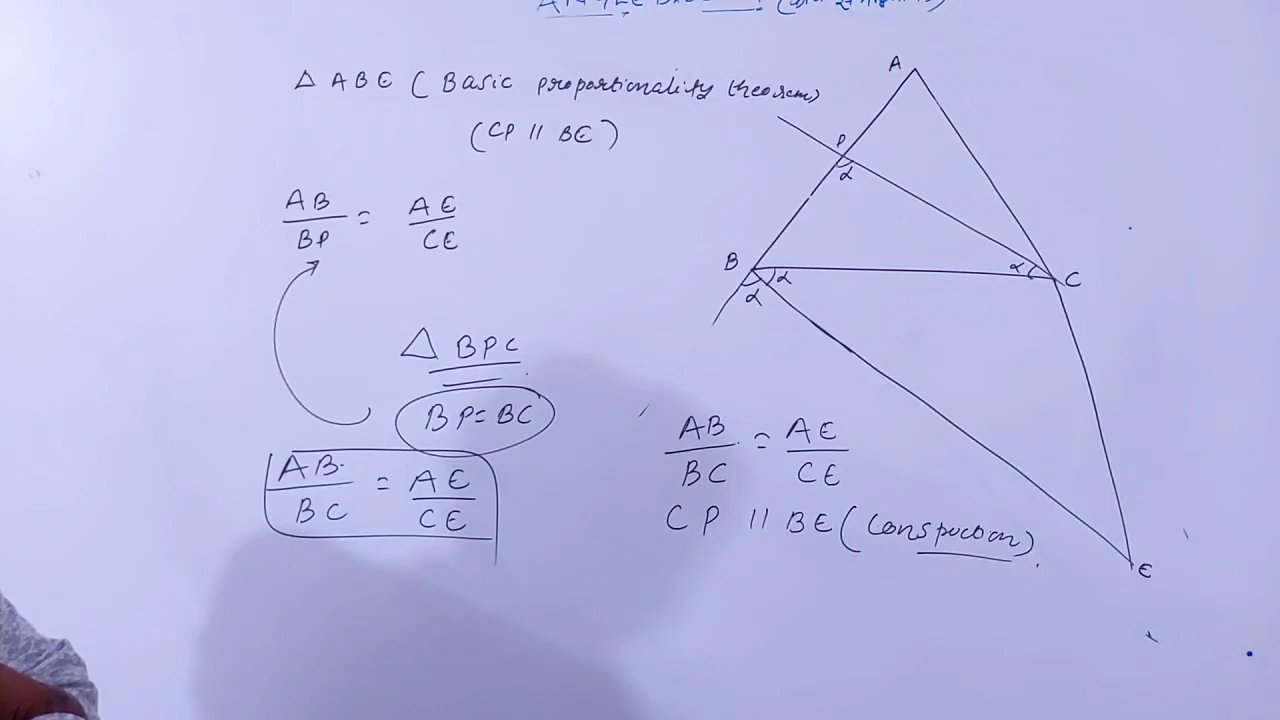 △ ABE (Basic proportionality theorem)
(CP // BE)
AB/BP = AE/CE
△ BPC
BP = BC
AB/BC = AE/CE
AB/BC = AE/CE
CP // BE (
A
P
α
B
α
α
α
C
E